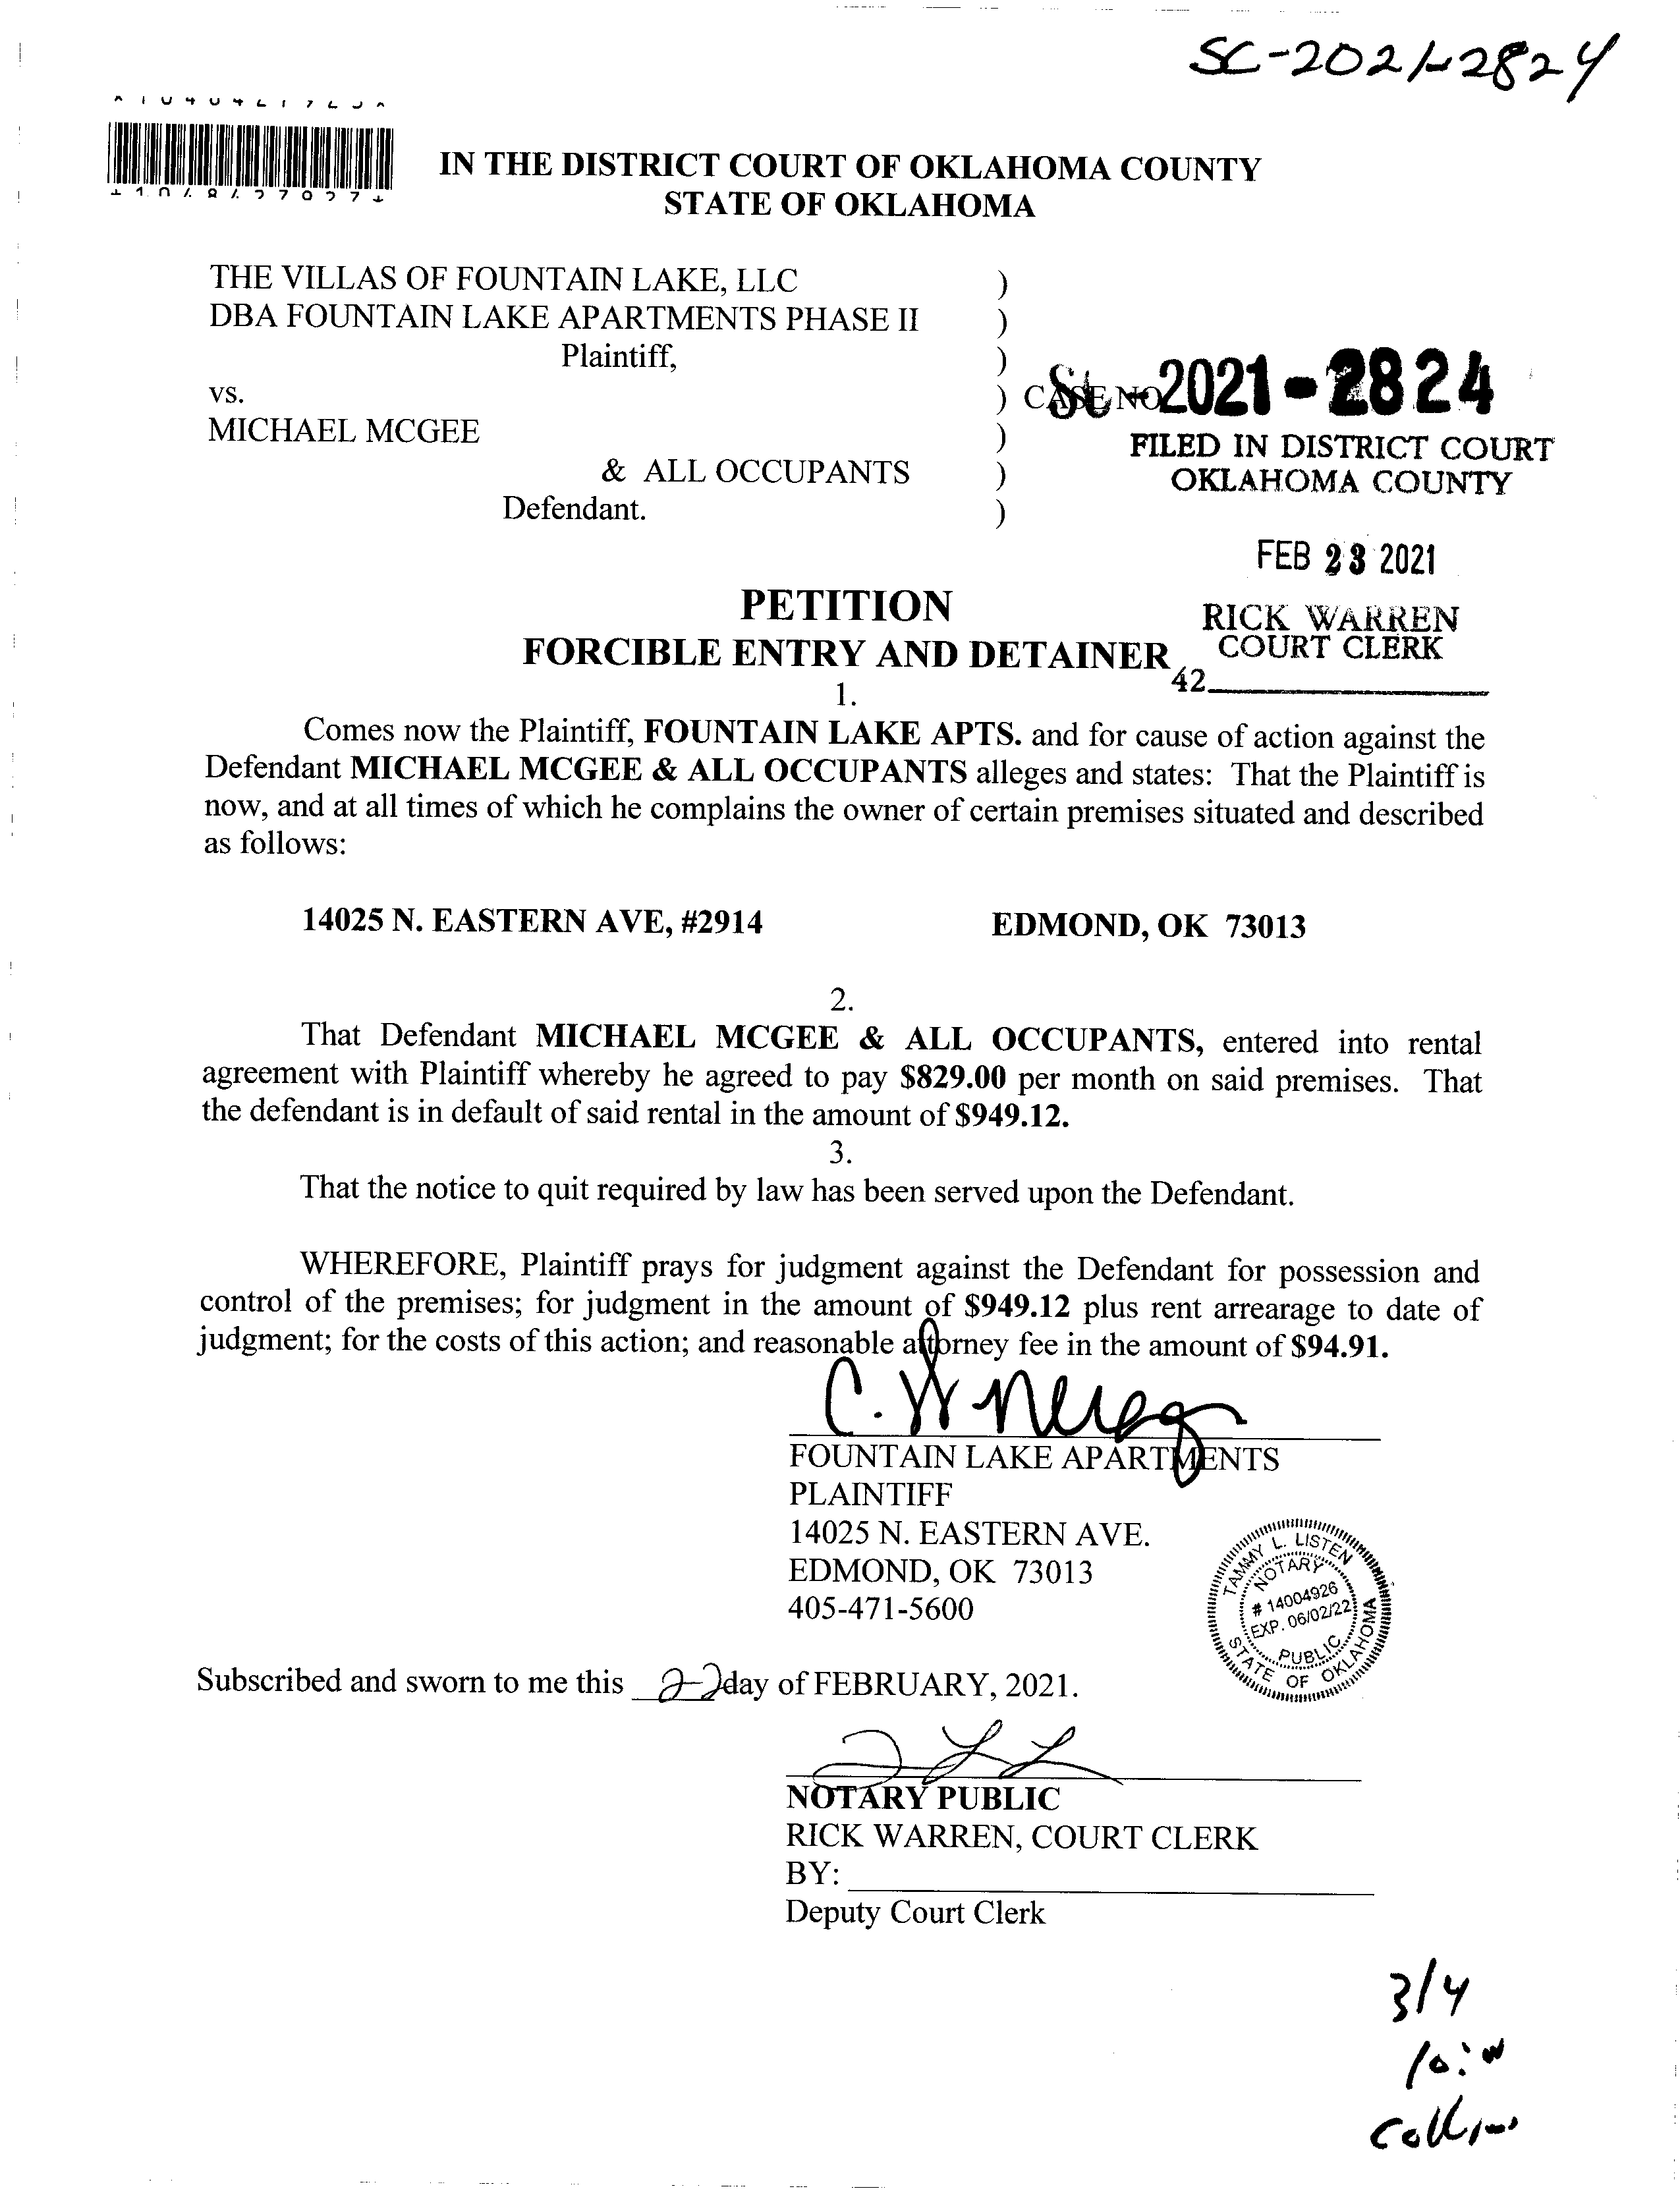 SC-2021-2824
IN THE DISTRICT COURT OF OKLAHOMA COUNTY
STATE OF OKLAHOMA
THE VILLAS OF FOUNTAIN LAKE, LLC )
DBA FOUNTAIN LAKE APARTMENTS PHASE II )
Plaintiff, )
vs. ) CASE NO SC-2021-2824
MICHAEL MCGEE )
& ALL OCCUPANTS )
Defendant. )
FILED IN DISTRICT COURT
OKLAHOMA COUNTY
FEB 23 2021
RICK WARREN
COURT CLERK
42
PETITION
FORCIBLE ENTRY AND DETAINER
1.
Comes now the Plaintiff, FOUNTAIN LAKE APTS. and for cause of action against the
Defendant MICHAEL MCGEE & ALL OCCUPANTS alleges and states: That the Plaintiff is
now, and at all times of which he complains the owner of certain premises situated and described
as follows:
14025 N. EASTERN AVE, #2914 EDMOND, OK 73013
2.
That Defendant MICHAEL MCGEE & ALL OCCUPANTS, entered into rental
agreement with Plaintiff whereby he agreed to pay $829.00 per month on said premises. That
the defendant is in default of said rental in the amount of $949.12.
3.
That the notice to quit required by law has been served upon the Defendant.
WHEREFORE, Plaintiff prays for judgment against the Defendant for possession and
control of the premises; for judgment in the amount of $949.12 plus rent arrearage to date of
judgment; for the costs of this action; and reasonable attorney fee in the amount of $94.91.
FOUNTAIN LAKE APARTMENTS
PLAINTIFF
14025 N. EASTERN AVE.
EDMOND, OK 73013
405-471-5600
TAMMY L. LISTEN
NOTARY
# 14004926
EXP. 06/02/22
PUBLIC
STATE OF OKLAHOMA
Subscribed and sworn to me this 22 day of FEBRUARY, 2021.
NOTARY PUBLIC
RICK WARREN, COURT CLERK
BY:
Deputy Court Clerk
3/4
Collins